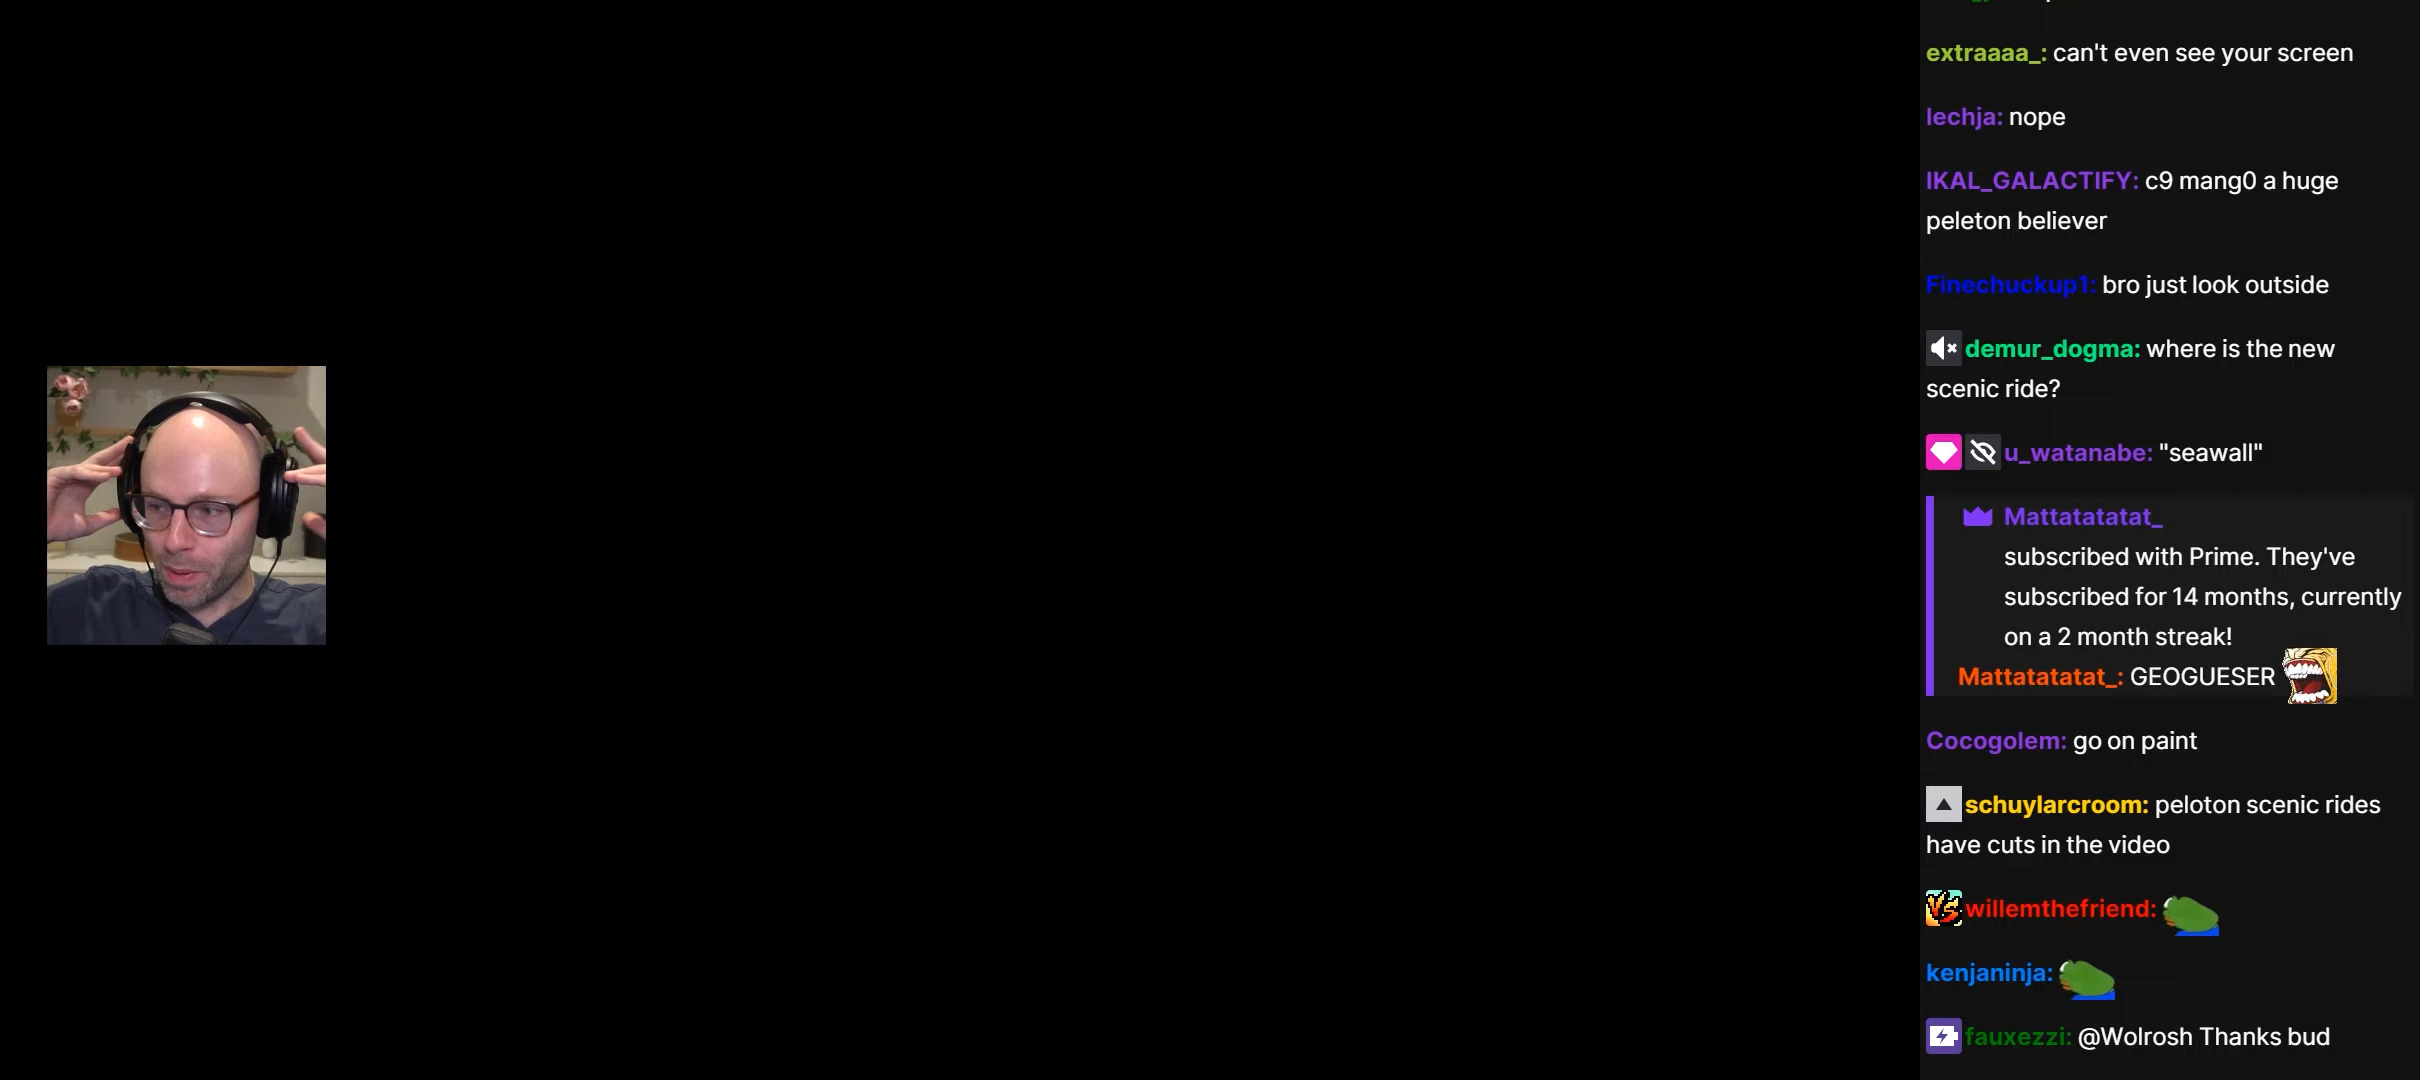 extraaaa_: can't even see your screen
lechja: nope
IKAL_GALACTIFY: c9 mang0 a huge
peleton believer
Finechuckup1: bro just look outside
demur_dogma: where is the new
scenic ride?
u_watanabe: "seawall"
Mattatatatat_
subscribed with Prime. They've
subscribed for 14 months, currently
on a 2 month streak!
Mattatatatat_: GEOGUESER
Cocogolem: go on paint
schuylarcroom: peloton scenic rides
have cuts in the video
VS willemthefriend:
kenjaninja:
fauxezzi: @Wolrosh Thanks bud